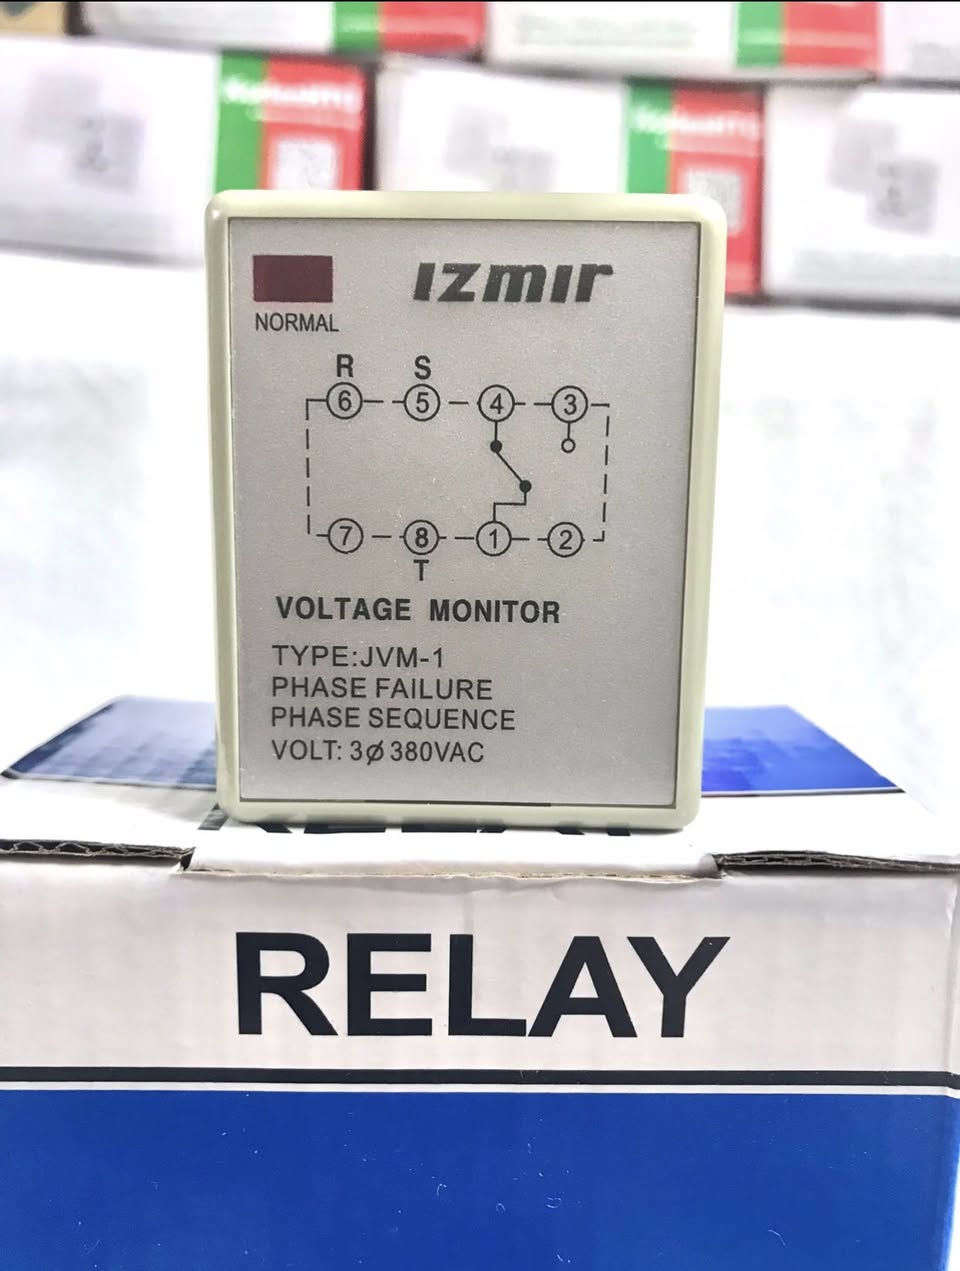 IZMIR
NORMAL
R S
6 5 4 3
7 8 1 2
T
VOLTAGE MONITOR
TYPE:JVM-1
PHASE FAILURE
PHASE SEQUENCE
VOLT: 3Ø 380VAC
RELAY